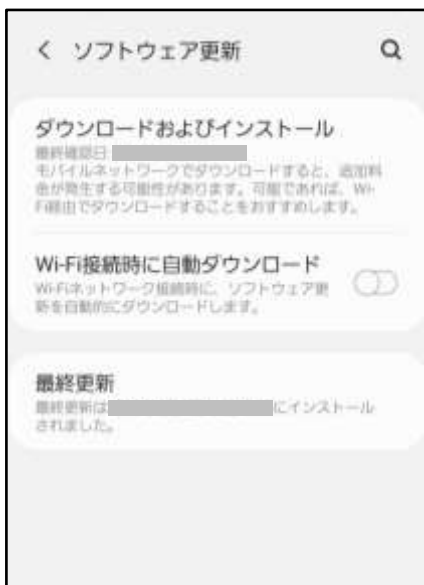 ソフトウェア更新
ダウンロードおよびインストール
最終確認日:
モバイルネットワークでダウンロードすると、追加料
金が発生する可能性があります。可能であれば、Wi-
Fi経由でダウンロードすることをおすすめします。
Wi-Fi接続時に自動ダウンロード
Wi-Fiネットワーク接続時に、ソフトウェア更
新を自動的にダウンロードします。
最終更新
最終更新は にインストール
されました。